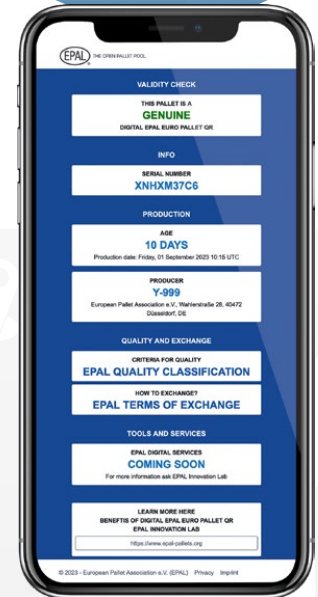 EPAL
THE OPEN PALLET POOL.
VALIDITY CHECK
THIS PALLET IS A
GENUINE
DIGITAL EPAL EURO PALLET QR
INFO
SERIAL NUMBER
XNHXM37C6
PRODUCTION
AGE
10 DAYS
Production date: Friday, 01 September 2023 10:15 UTC
PRODUCER
Y-999
European Pallet Association e.V., Wahlerstraße 28, 40472
Düsseldorf, DE
QUALITY AND EXCHANGE
CRITERIA FOR QUALITY
EPAL QUALITY CLASSIFICATION
HOW TO EXCHANGE?
EPAL TERMS OF EXCHANGE
TOOLS AND SERVICES
EPAL DIGITAL SERVICES
COMING SOON
For more information ask EPAL Innovation Lab
LEARN MORE HERE
BENEFTIS OF DIGITAL EPAL EURO PALLET QR
EPAL INNOVATION LAB
https://www.epal-pallets.org
© 2023 - European Pallet Association e.V. (EPAL) Privacy Imprint